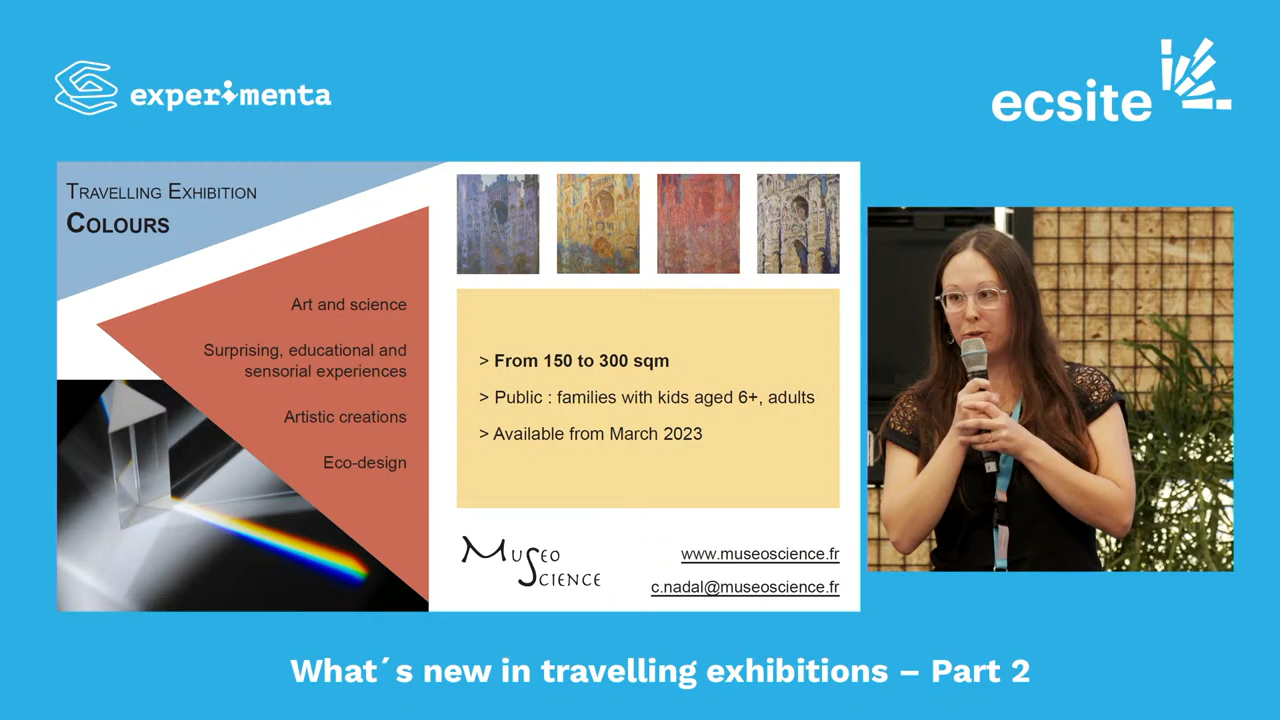 experimenta
ecsite
TRAVELLING EXHIBITION
COLOURS
Art and science
Surprising, educational and
sensorial experiences
Artistic creations
Eco-design
> From 150 to 300 sqm
> Public : families with kids aged 6+, adults
> Available from March 2023
MUSEO
SCIENCE
www.museoscience.fr
c.nadal@museoscience.fr
What´s new in travelling exhibitions – Part 2